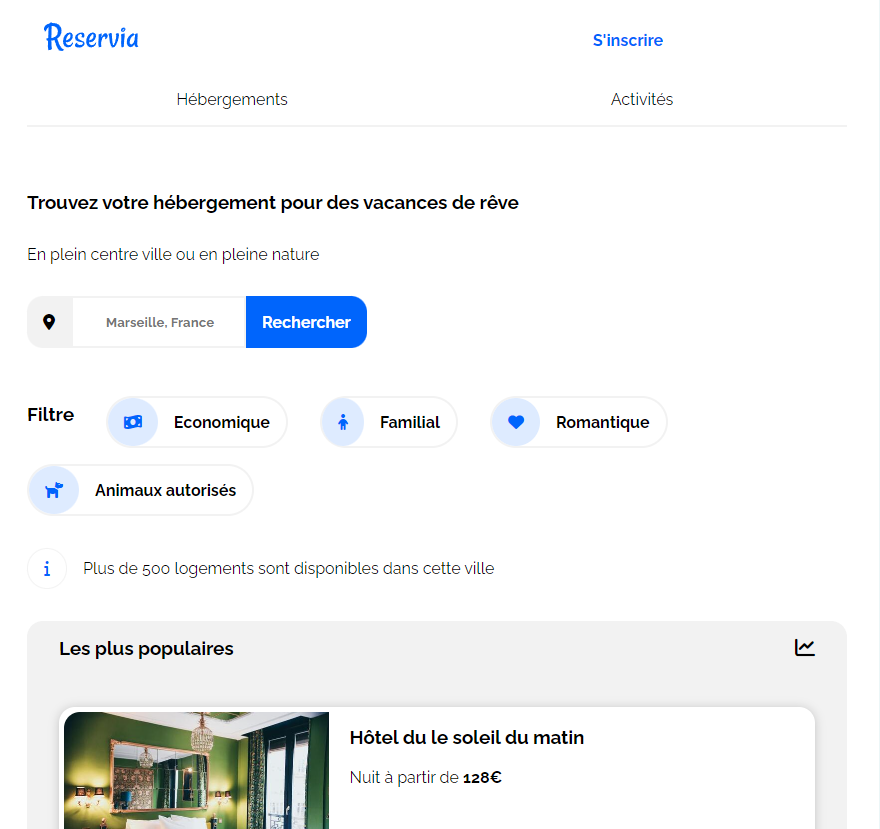 Reservia
S'inscrire
Hébergements
Activités
Trouvez votre hébergement pour des vacances de rêve
En plein centre ville ou en pleine nature
Marseille, France
Rechercher
Filtre
Economique
Familial
Romantique
Animaux autorisés
Plus de 500 logements sont disponibles dans cette ville
Les plus populaires
Hôtel du le soleil du matin
Nuit à partir de 128€